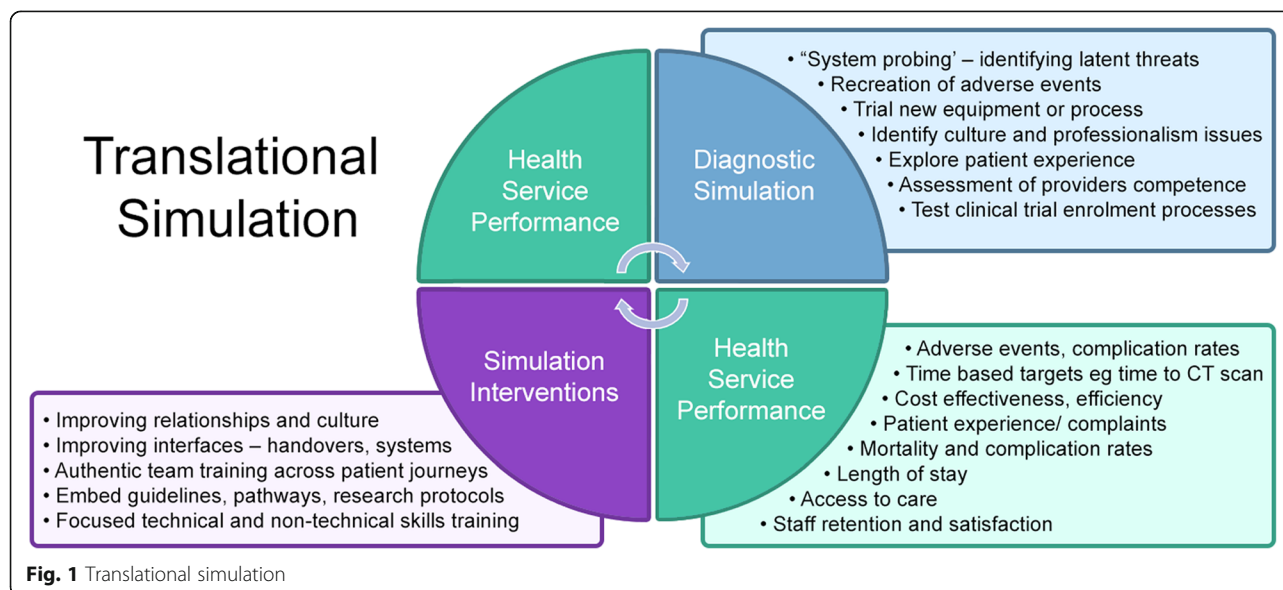 Translational
Simulation
Health
Service
Performance
Diagnostic
Simulation
• “System probing’ – identifying latent threats
• Recreation of adverse events
• Trial new equipment or process
• Identify culture and professionalism issues
• Explore patient experience
• Assessment of providers competence
• Test clinical trial enrolment processes
Simulation
Interventions
• Improving relationships and culture
• Improving interfaces – handovers, systems
• Authentic team training across patient journeys
• Embed guidelines, pathways, research protocols
• Focused technical and non-technical skills training
Health
Service
Performance
• Adverse events, complication rates
• Time based targets eg time to CT scan
• Cost effectiveness, efficiency
• Patient experience/ complaints
• Mortality and complication rates
• Length of stay
• Access to care
• Staff retention and satisfaction
Fig. 1 Translational simulation